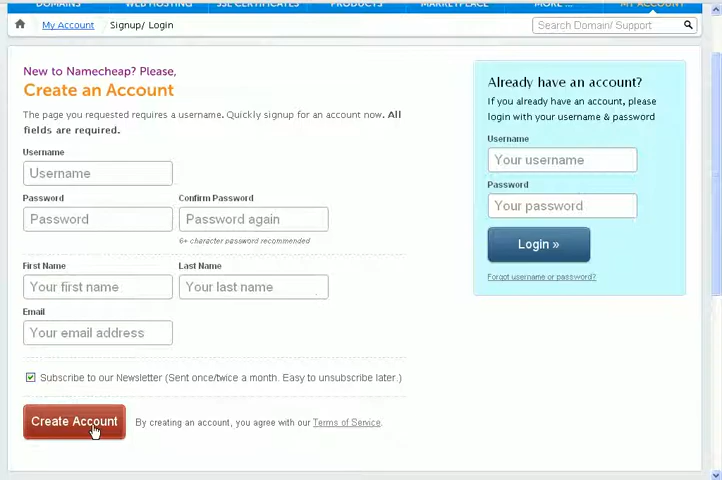 DOMAINS WEB HOSTING SSL CERTIFICATES PRODUCTS MARKETPLACE MORE ... MY ACCOUNT
My Account Signup/ Login Search Domain/ Support
New to Namecheap? Please,
Create an Account
The page you requested requires a username. Quickly signup for an account now. All
fields are required.
Username
Username
Password Confirm Password
Password Password again
6+ character password recommended
First Name Last Name
Your first name Your last name
Email
Your email address
Subscribe to our Newsletter (Sent once/twice a month. Easy to unsubscribe later.)
Create Account By creating an account, you agree with our Terms of Service.
Already have an account?
If you already have an account, please
login with your username & password
Username
Your username
Password
Your password
Login »
Forgot username or password?